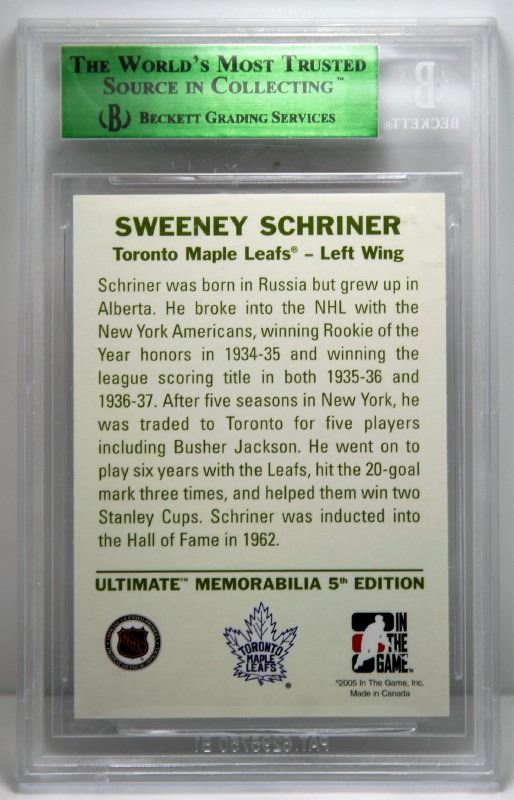 THE WORLD'S MOST TRUSTED
SOURCE IN COLLECTING™
BECKETT GRADING SERVICES
BECKETT®
SWEENEY SCHRINER
Toronto Maple Leafs® – Left Wing
Schriner was born in Russia but grew up in
Alberta. He broke into the NHL with the
New York Americans, winning Rookie of the
Year honors in 1934-35 and winning the
league scoring title in both 1935-36 and
1936-37. After five seasons in New York, he
was traded to Toronto for five players
including Busher Jackson. He went on to
play six years with the Leafs, hit the 20-goal
mark three times, and helped them win two
Stanley Cups. Schriner was inducted into
the Hall of Fame in 1962.
ULTIMATE™ MEMORABILIA 5th EDITION
NHL
TORONTO
MAPLE
LEAFS
®
IN
THE
GAME
©2005 In The Game, Inc.
Made in Canada